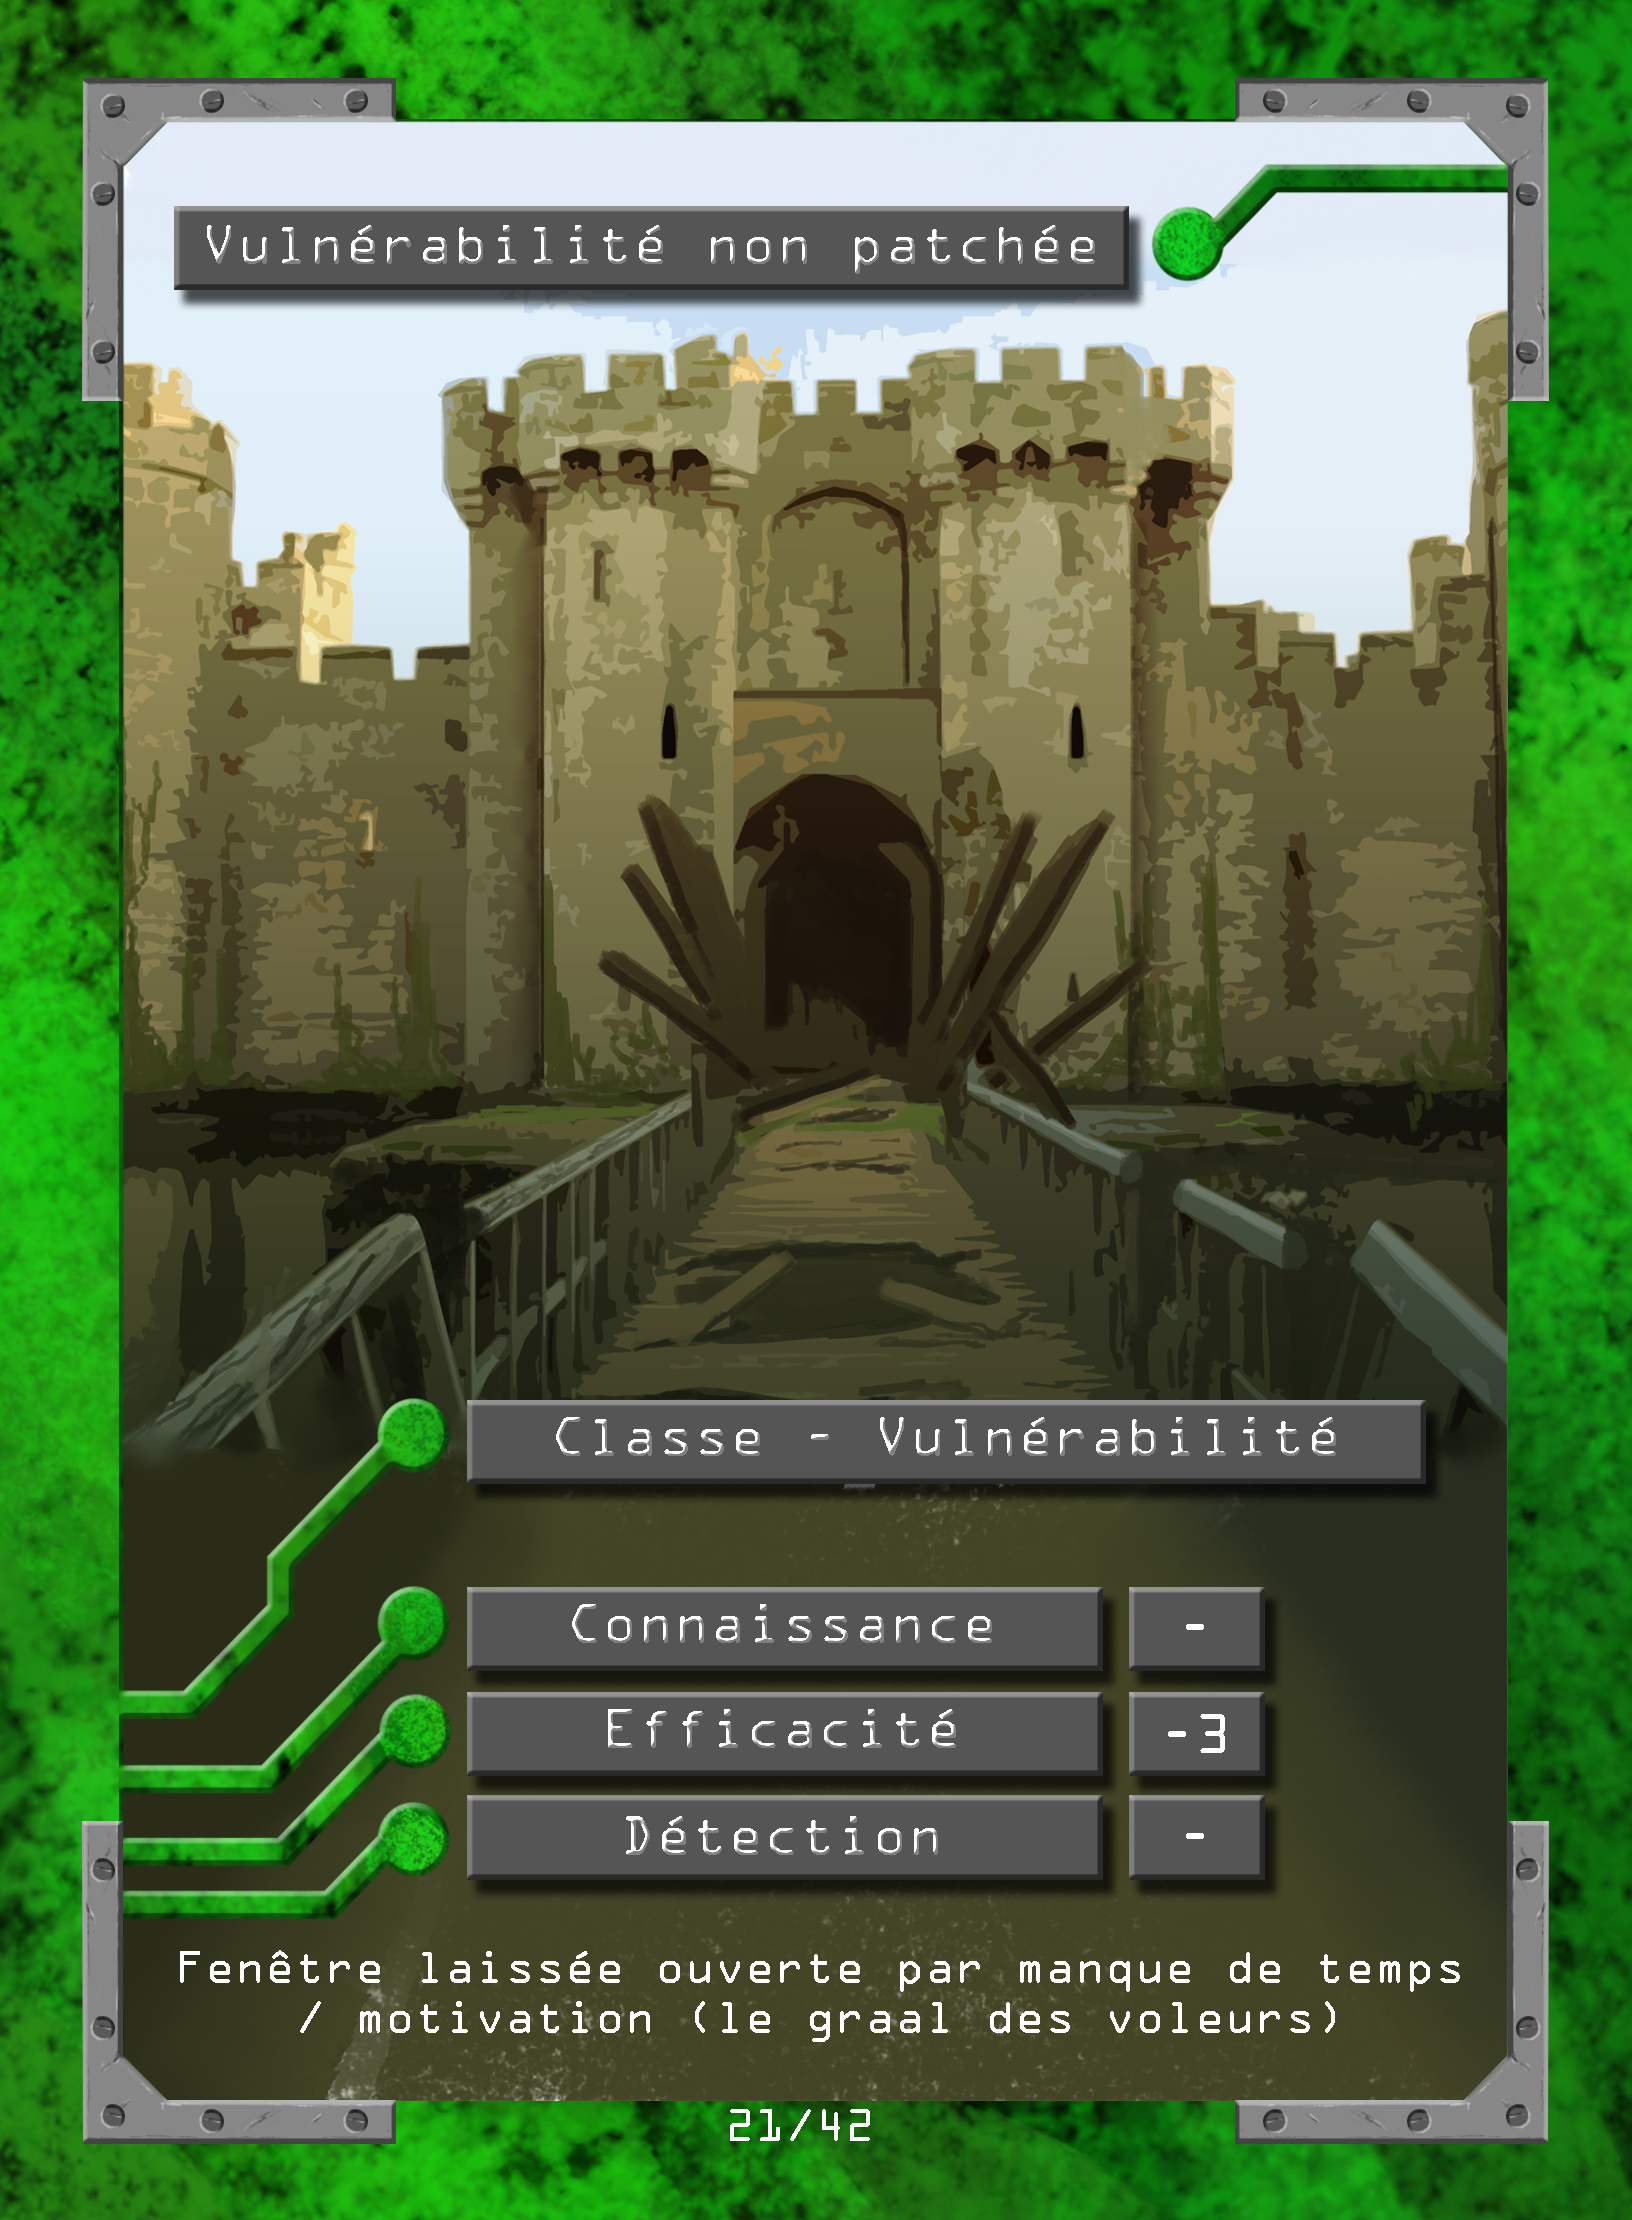 Vulnérabilité non patchée
Classe - Vulnérabilité
Connaissance -
Efficacité -3
Détection -
Fenêtre laissée ouverte par manque de temps
/ motivation (le graal des voleurs)
21/42